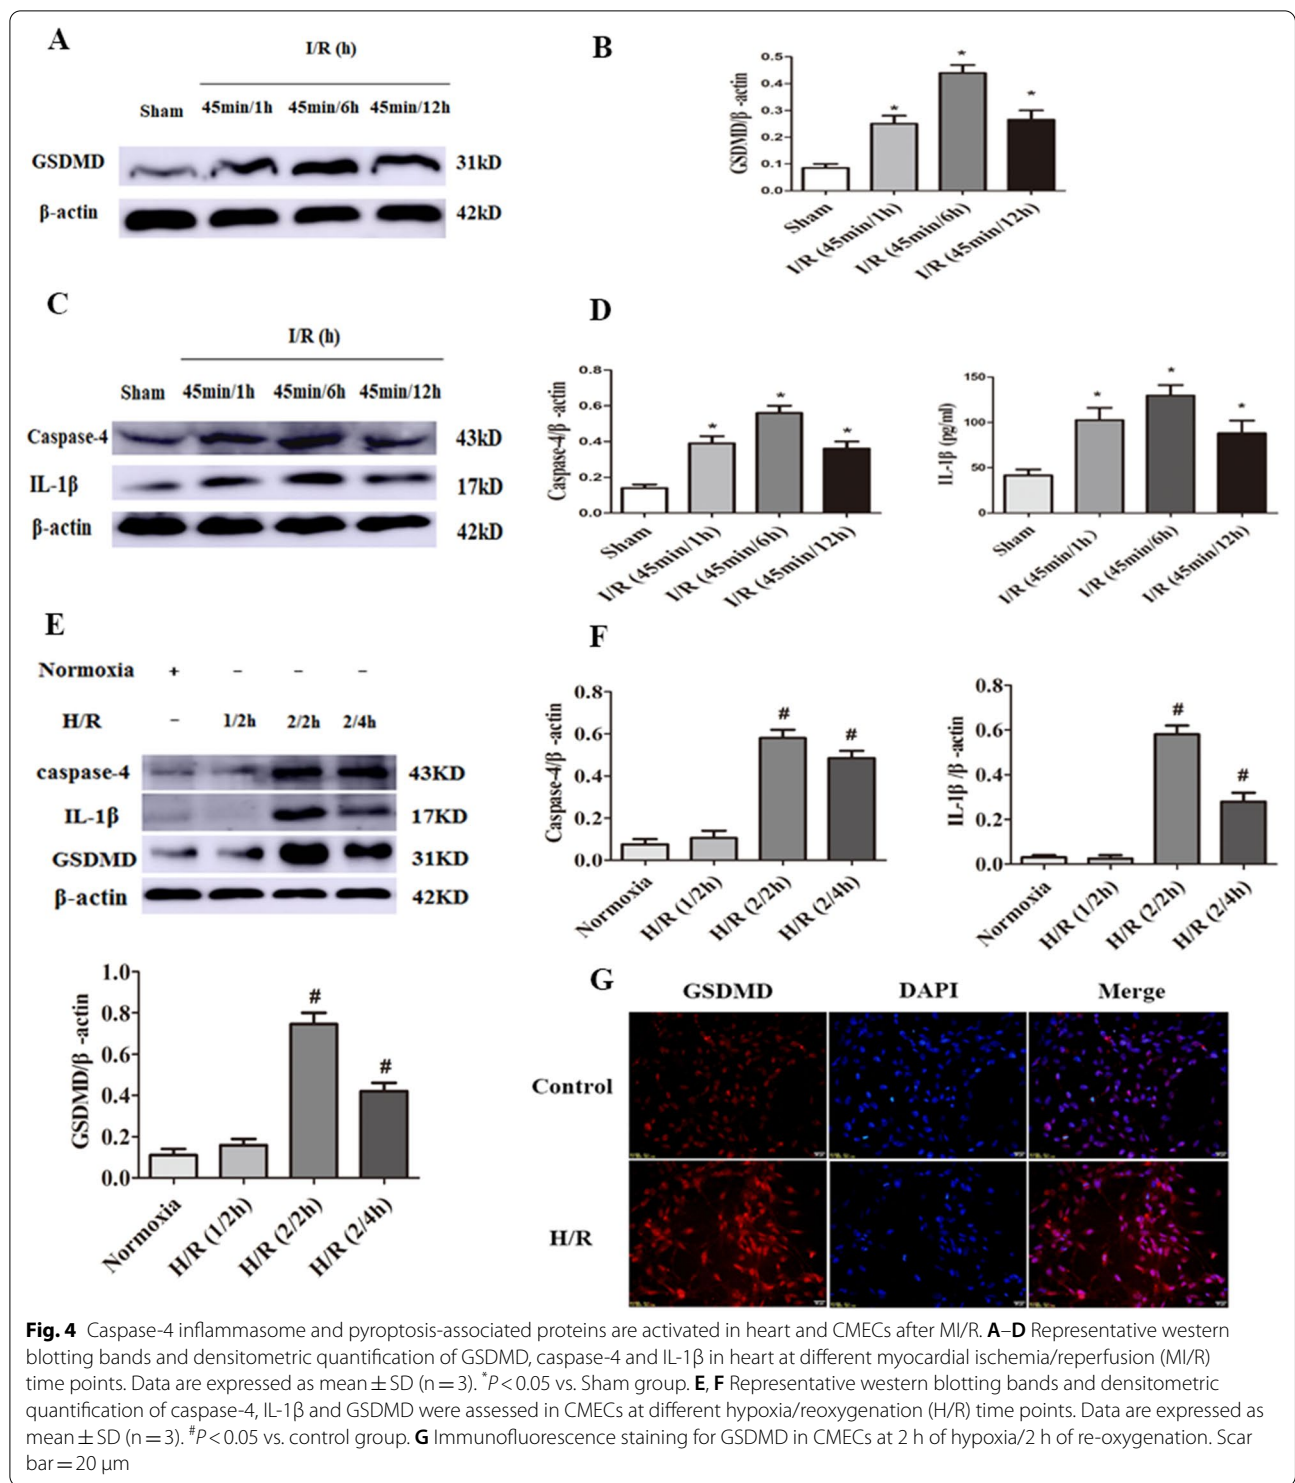 A
I/R (h)
Sham 45min/1h 45min/6h 45min/12h
GSDMD 31kD
β-actin 42kD
B
GSDMD/β -actin
0.5
0.4
0.3
0.2
0.1
0.0
* * *
Sham
I/R (45min/1h)
I/R (45min/6h)
I/R (45min/12h)
C
I/R (h)
Sham 45min/1h 45min/6h 45min/12h
Caspase-4 43kD
IL-1β 17kD
β-actin 42kD
D
Caspase-4/β -actin
0.8
0.6
0.4
0.2
0.0
* * *
Sham
I/R (45min/1h)
I/R (45min/6h)
I/R (45min/12h)
IL-1β (pg/ml)
150
100
50
0
* * *
Sham
I/R (45min/1h)
I/R (45min/6h)
I/R (45min/12h)
E
Normoxia + – – –
H/R – 1/2h 2/2h 2/4h
caspase-4 43KD
IL-1β 17KD
GSDMD 31KD
β-actin 42KD
GSDMD/β -actin
1.0
0.8
0.6
0.4
0.2
0.0
# #
Normoxia
H/R (1/2h)
H/R (2/2h)
H/R (2/4h)
F
Caspase-4/β -actin
0.8
0.6
0.4
0.2
0.0
# #
Normoxia
H/R (1/2h)
H/R (2/2h)
H/R (2/4h)
IL-1β /β -actin
0.8
0.6
0.4
0.2
0.0
# #
Normoxia
H/R (1/2h)
H/R (2/2h)
H/R (2/4h)
G
GSDMD DAPI Merge
Control
H/R
Fig. 4 Caspase-4 inflammasome and pyroptosis-associated proteins are activated in heart and CMECs after MI/R. A–D Representative western
blotting bands and densitometric quantification of GSDMD, caspase-4 and IL-1β in heart at different myocardial ischemia/reperfusion (MI/R)
time points. Data are expressed as mean ± SD (n = 3). *P < 0.05 vs. Sham group. E, F Representative western blotting bands and densitometric
quantification of caspase-4, IL-1β and GSDMD were assessed in CMECs at different hypoxia/reoxygenation (H/R) time points. Data are expressed as
mean ± SD (n = 3). #P < 0.05 vs. control group. G Immunofluorescence staining for GSDMD in CMECs at 2 h of hypoxia/2 h of re-oxygenation. Scar
bar = 20 μm